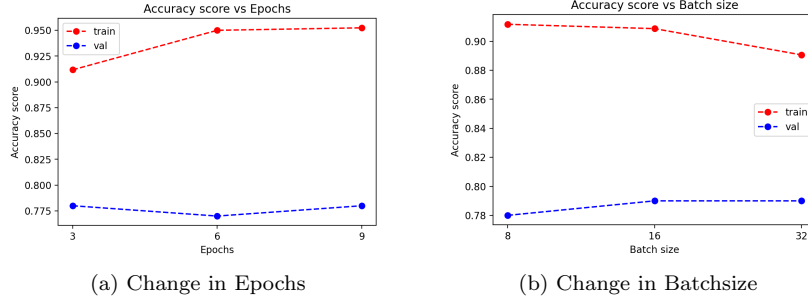 Accuracy score vs Epochs
0.950
0.925
0.900
0.875
0.850
0.825
0.800
0.775
Accuracy score
train
val
3
6
9
Epochs
(a) Change in Epochs
Accuracy score vs Batch size
0.90
0.88
0.86
0.84
0.82
0.80
0.78
Accuracy score
train
val
8
16
32
Batch size
(b) Change in Batchsize